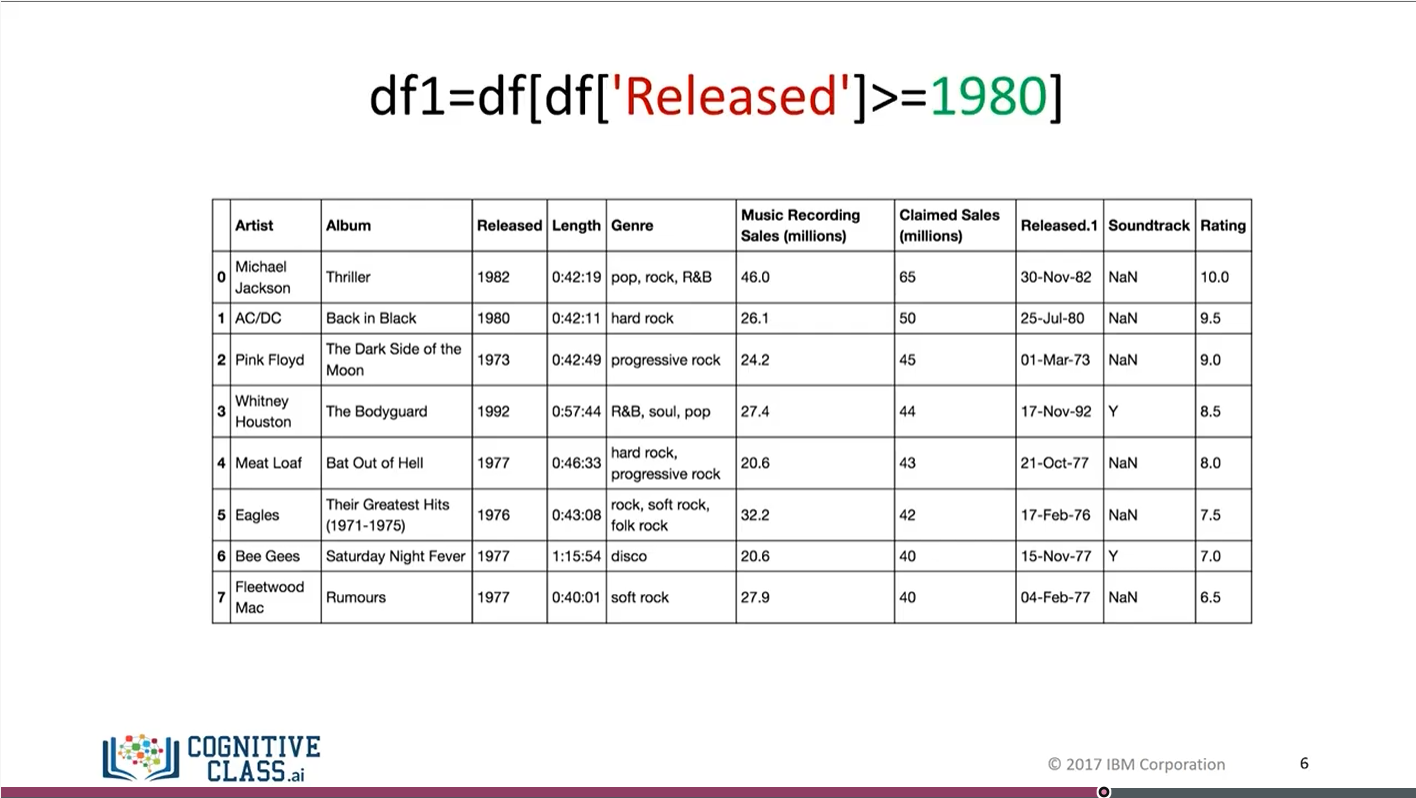 df1=df[df['Released']>=1980]
Artist Album Released Length Genre Music Recording Sales (millions) Claimed Sales (millions) Released.1 Soundtrack Rating
0 Michael Jackson Thriller 1982 0:42:19 pop, rock, R&B 46.0 65 30-Nov-82 NaN 10.0
1 AC/DC Back in Black 1980 0:42:11 hard rock 26.1 50 25-Jul-80 NaN 9.5
2 Pink Floyd The Dark Side of the Moon 1973 0:42:49 progressive rock 24.2 45 01-Mar-73 NaN 9.0
3 Whitney Houston The Bodyguard 1992 0:57:44 R&B, soul, pop 27.4 44 17-Nov-92 Y 8.5
4 Meat Loaf Bat Out of Hell 1977 0:46:33 hard rock, progressive rock 20.6 43 21-Oct-77 NaN 8.0
5 Eagles Their Greatest Hits (1971-1975) 1976 0:43:08 rock, soft rock, folk rock 32.2 42 17-Feb-76 NaN 7.5
6 Bee Gees Saturday Night Fever 1977 1:15:54 disco 20.6 40 15-Nov-77 Y 7.0
7 Fleetwood Mac Rumours 1977 0:40:01 soft rock 27.9 40 04-Feb-77 NaN 6.5
COGNITIVE
CLASS.ai
© 2017 IBM Corporation 6